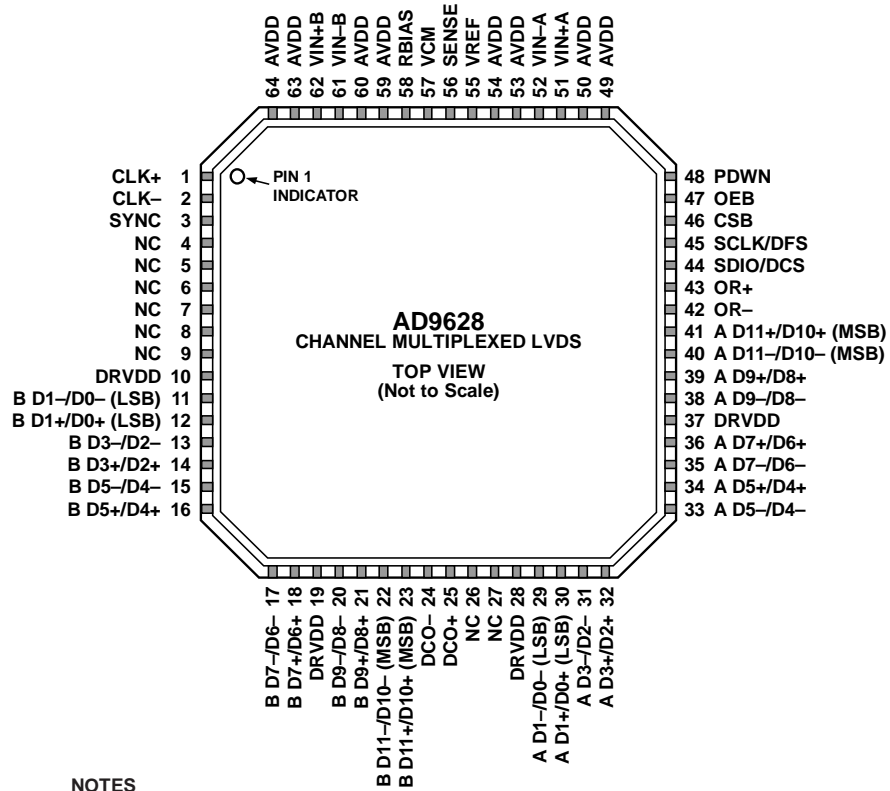 64 AVDD
63 AVDD
62 VIN+B
61 VIN–B
60 AVDD
59 AVDD
58 RBIAS
57 VCM
56 SENSE
55 VREF
54 AVDD
53 AVDD
52 VIN–A
51 VIN+A
50 AVDD
49 AVDD
CLK+ 1
CLK– 2
SYNC 3
NC 4
NC 5
NC 6
NC 7
NC 8
NC 9
DRVDD 10
B D1–/D0– (LSB) 11
B D1+/D0+ (LSB) 12
B D3–/D2– 13
B D3+/D2+ 14
B D5–/D4– 15
B D5+/D4+ 16
PIN 1
INDICATOR
AD9628
CHANNEL MULTIPLEXED LVDS
TOP VIEW
(Not to Scale)
48 PDWN
47 OEB
46 CSB
45 SCLK/DFS
44 SDIO/DCS
43 OR+
42 OR–
41 A D11+/D10+ (MSB)
40 A D11–/D10– (MSB)
39 A D9+/D8+
38 A D9–/D8–
37 DRVDD
36 A D7+/D6+
35 A D7–/D6–
34 A D5+/D4+
33 A D5–/D4–
B D7–/D6– 17
B D7+/D6+ 18
DRVDD 19
B D9–/D8– 20
B D9+/D8+ 21
B D11–/D10– (MSB) 22
B D11+/D10+ (MSB) 23
DCO– 24
DCO+ 25
NC 26
NC 27
DRVDD 28
A D1–/D0– (LSB) 29
A D1+/D0+ (LSB) 30
A D3–/D2– 31
A D3+/D2+ 32
NOTES